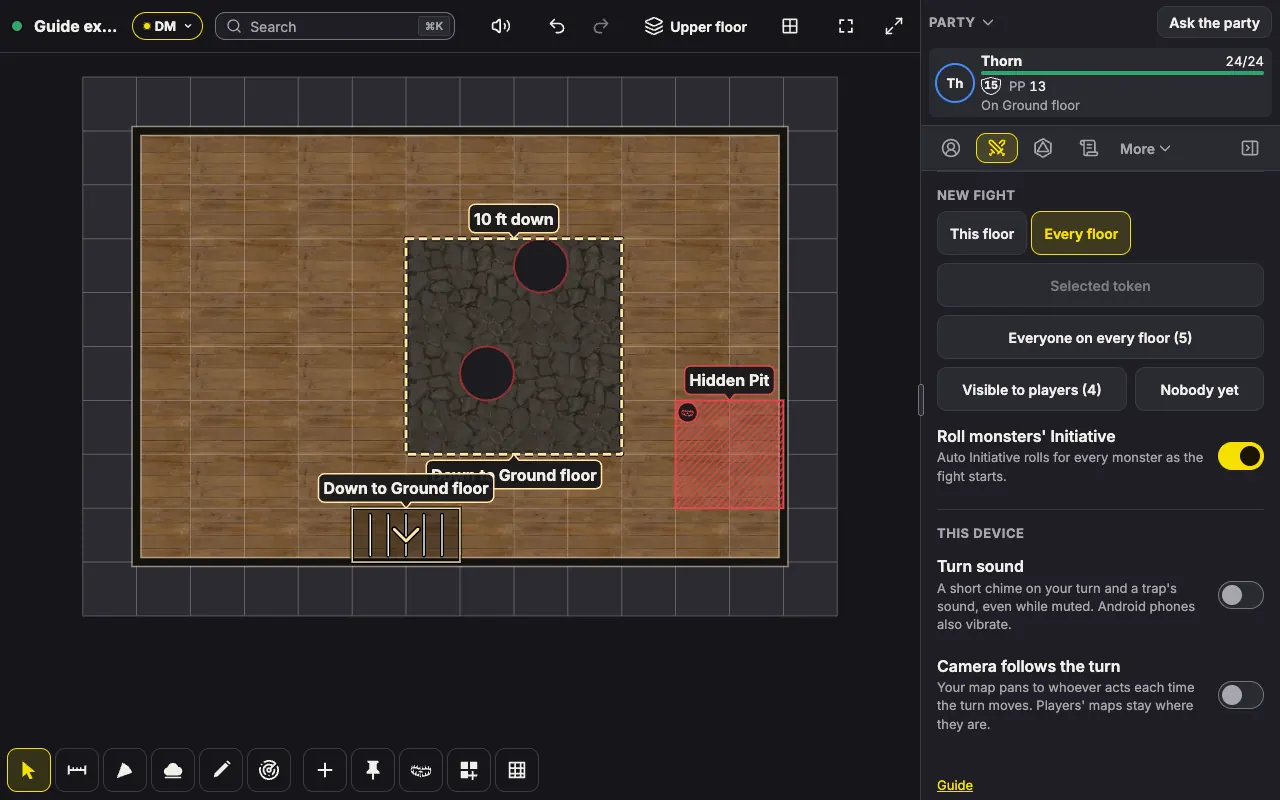 Guide ex...
DM
Search
⌘K
Upper floor
PARTY
Ask the party
Th
Thorn
24/24
15
PP 13
On Ground floor
More
NEW FIGHT
This floor
Every floor
Selected token
Everyone on every floor (5)
Visible to players (4)
Nobody yet
Roll monsters' Initiative
Auto Initiative rolls for every monster as the
fight starts.
THIS DEVICE
Turn sound
A short chime on your turn and a trap's
sound, even while muted. Android phones
also vibrate.
Camera follows the turn
Your map pans to whoever acts each time
the turn moves. Players' maps stay where
they are.
Guide
10 ft down
Hidden Pit
Down to Ground floor
Down to Ground floor